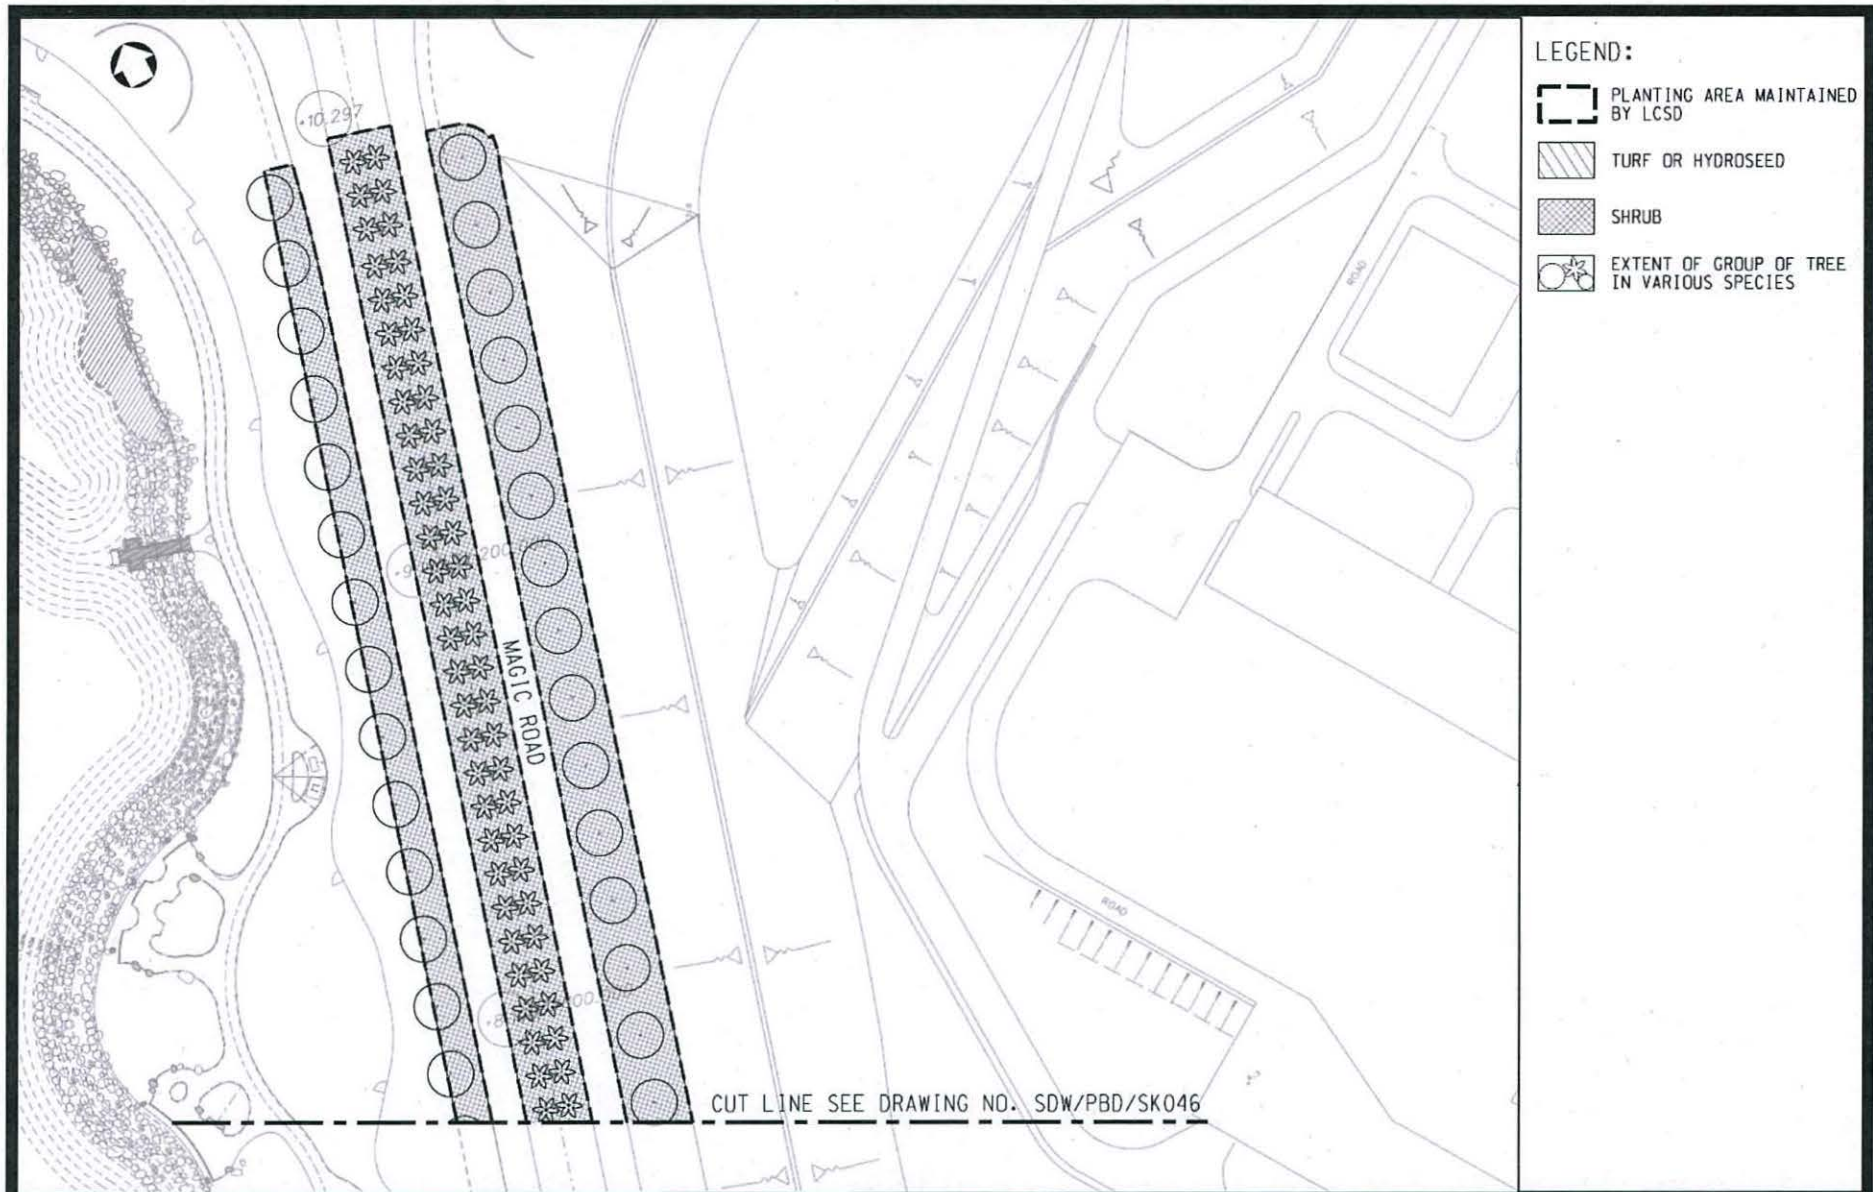 LEGEND:
PLANTING AREA MAINTAINED
BY LCSD
TURF OR HYDROSEED
SHRUB
EXTENT OF GROUP OF TREE
IN VARIOUS SPECIES
+10.297
ROAD
MAGIC ROAD
ROAD
CUT LINE SEE DRAWING NO. SDW/PBD/SK046